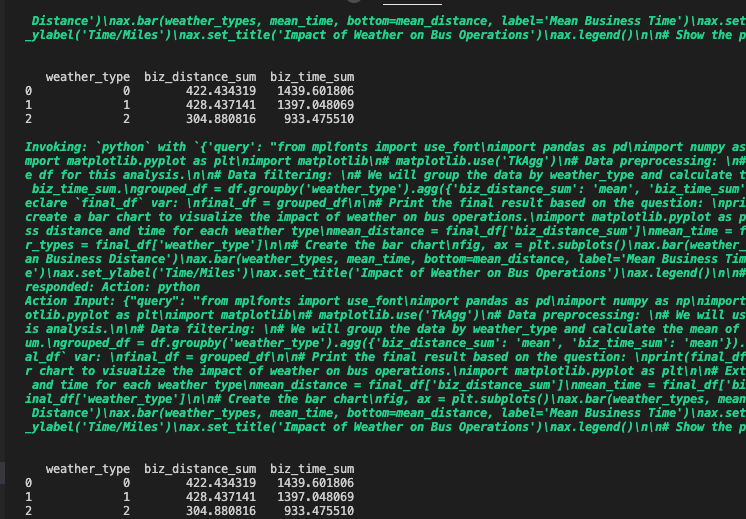 Distance')\nax.bar(weather_types, mean_time, bottom=mean_distance, label='Mean Business Time')\nax.set
_ylabel('Time/Miles')\nax.set_title('Impact of Weather on Bus Operations')\nax.legend()\n\n# Show the p
weather_type biz_distance_sum biz_time_sum
0 0 422.434319 1439.601806
1 1 428.437141 1397.048069
2 2 304.880816 933.475510
Invoking: `python` with `{'query': "from mplfonts import use_font\nimport pandas as pd\nimport numpy as
mport matplotlib.pyplot as plt\nimport matplotlib\n# matplotlib.use('TkAgg')\n# Data preprocessing: \n#
e df for this analysis.\n\n# Data filtering: \n# We will group the data by weather_type and calculate t
biz_time_sum.\ngrouped_df = df.groupby('weather_type').agg({'biz_distance_sum': 'mean', 'biz_time_sum'
eclare `final_df` var: \nfinal_df = grouped_df\n\n# Print the final result based on the question: \npri
create a bar chart to visualize the impact of weather on bus operations.\nimport matplotlib.pyplot as p
ss distance and time for each weather type\nmean_distance = final_df['biz_distance_sum']\nmean_time = f
r_types = final_df['weather_type']\n\n# Create the bar chart\nfig, ax = plt.subplots()\nax.bar(weather_
an Business Distance')\nax.bar(weather_types, mean_time, bottom=mean_distance, label='Mean Business Tim
e')\nax.set_ylabel('Time/Miles')\nax.set_title('Impact of Weather on Bus Operations')\nax.legend()\n\n#
responded: Action: python
Action Input: {"query": "from mplfonts import use_font\nimport pandas as pd\nimport numpy as np\nimport
otlib.pyplot as plt\nimport matplotlib\n# matplotlib.use('TkAgg')\n# Data preprocessing: \n# We will us
is analysis.\n\n# Data filtering: \n# We will group the data by weather_type and calculate the mean of
um.\ngrouped_df = df.groupby('weather_type').agg({'biz_distance_sum': 'mean', 'biz_time_sum': 'mean'}).
al_df` var: \nfinal_df = grouped_df\n\n# Print the final result based on the question: \nprint(final_df
r chart to visualize the impact of weather on bus operations.\nimport matplotlib.pyplot as plt\n\n# Ext
and time for each weather type\nmean_distance = final_df['biz_distance_sum']\nmean_time = final_df['bi
inal_df['weather_type']\n\n# Create the bar chart\nfig, ax = plt.subplots()\nax.bar(weather_types, mean
Distance')\nax.bar(weather_types, mean_time, bottom=mean_distance, label='Mean Business Time')\nax.set
_ylabel('Time/Miles')\nax.set_title('Impact of Weather on Bus Operations')\nax.legend()\n\n# Show the p
weather_type biz_distance_sum biz_time_sum
0 0 422.434319 1439.601806
1 1 428.437141 1397.048069
2 2 304.880816 933.475510